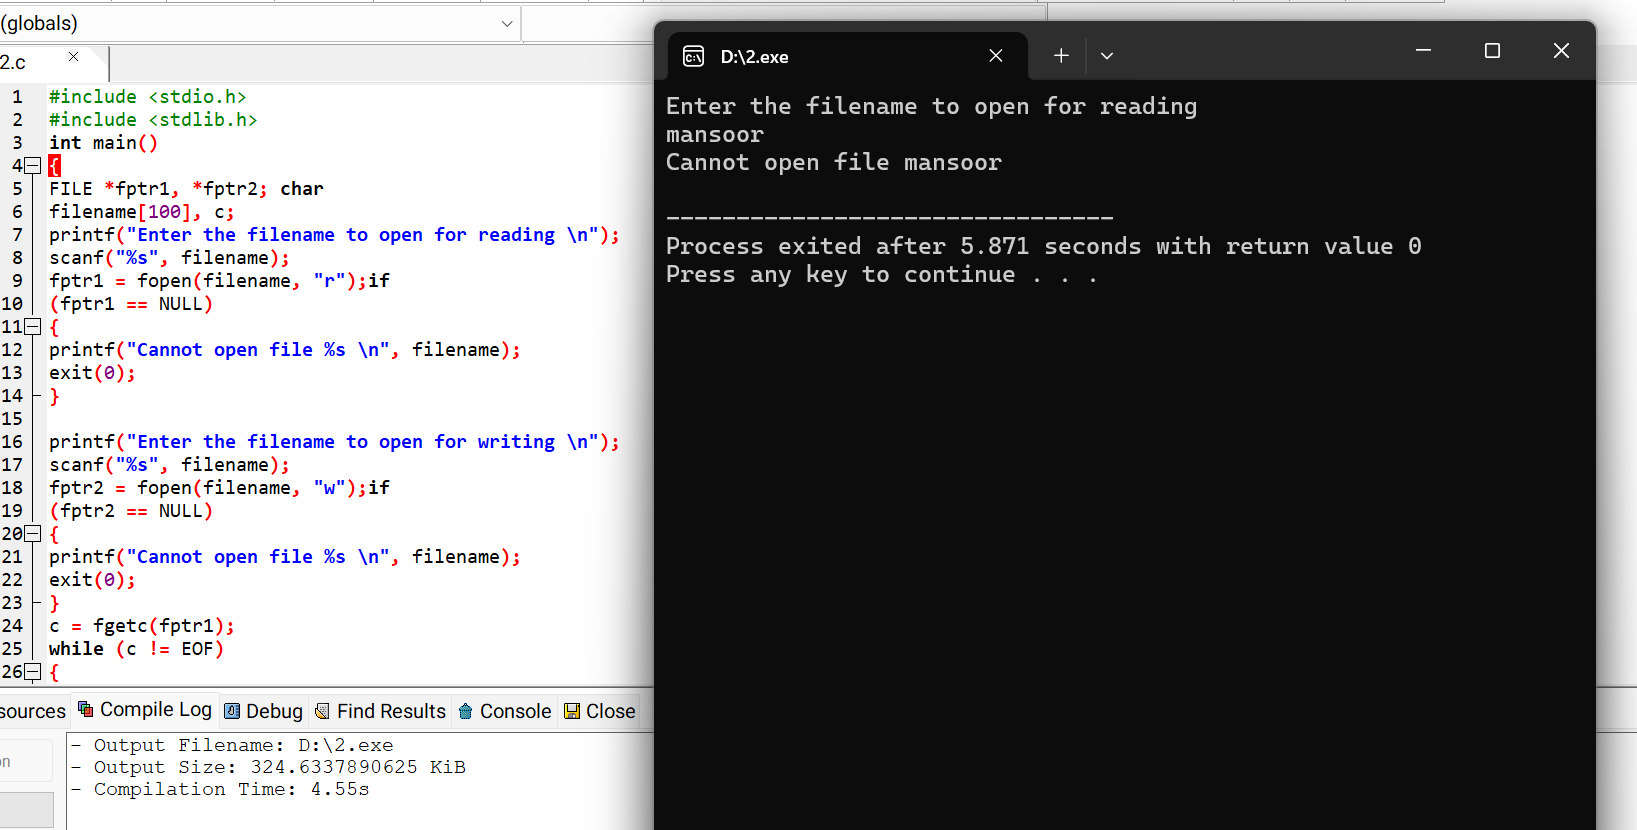 (globals)
2.c
1 #include <stdio.h>
2 #include <stdlib.h>
3 int main()
4 {
5 FILE *fptr1, *fptr2; char
6 filename[100], c;
7 printf("Enter the filename to open for reading \n");
8 scanf("%s", filename);
9 fptr1 = fopen(filename, "r");if
10 (fptr1 == NULL)
11 {
12 printf("Cannot open file %s \n", filename);
13 exit(0);
14 }
15
16 printf("Enter the filename to open for writing \n");
17 scanf("%s", filename);
18 fptr2 = fopen(filename, "w");if
19 (fptr2 == NULL)
20 {
21 printf("Cannot open file %s \n", filename);
22 exit(0);
23 }
24 c = fgetc(fptr1);
25 while (c != EOF)
26 {
sources Compile Log Debug Find Results Console Close
on
- Output Filename: D:\2.exe
- Output Size: 324.6337890625 KiB
- Compilation Time: 4.55s
D:\2.exe
Enter the filename to open for reading
mansoor
Cannot open file mansoor
--------------------------------
Process exited after 5.871 seconds with return value 0
Press any key to continue . . .